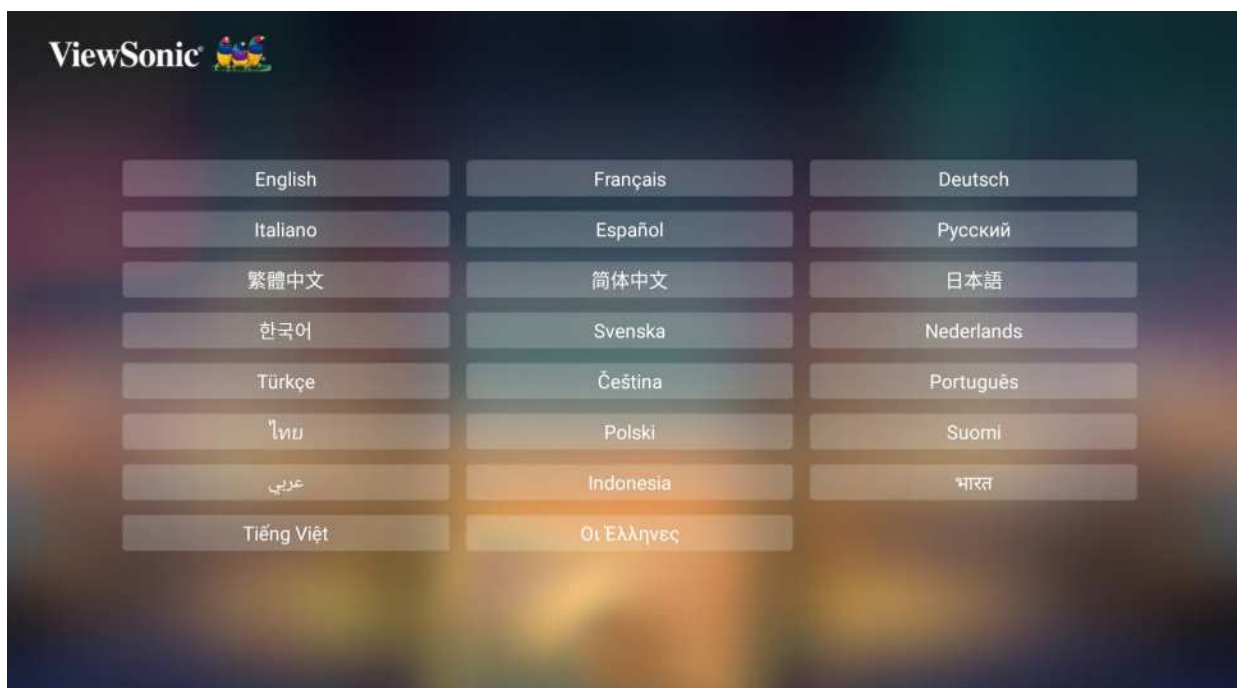 ViewSonic®
English Français Deutsch
Italiano Español Русский
繁體中文 简体中文 日本語
한국어 Svenska Nederlands
Türkçe Čeština Português
ไทย Polski Suomi
عربي Indonesia भारत
Tiếng Việt Οι Έλληνες